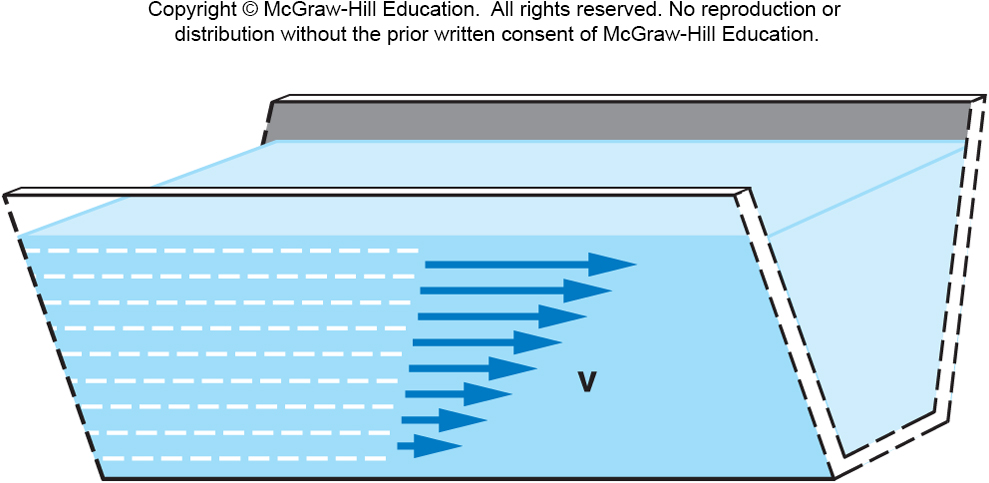 Copyright © McGraw-Hill Education.  All rights reserved. No reproduction or
distribution without the prior written consent of McGraw-Hill Education.
V